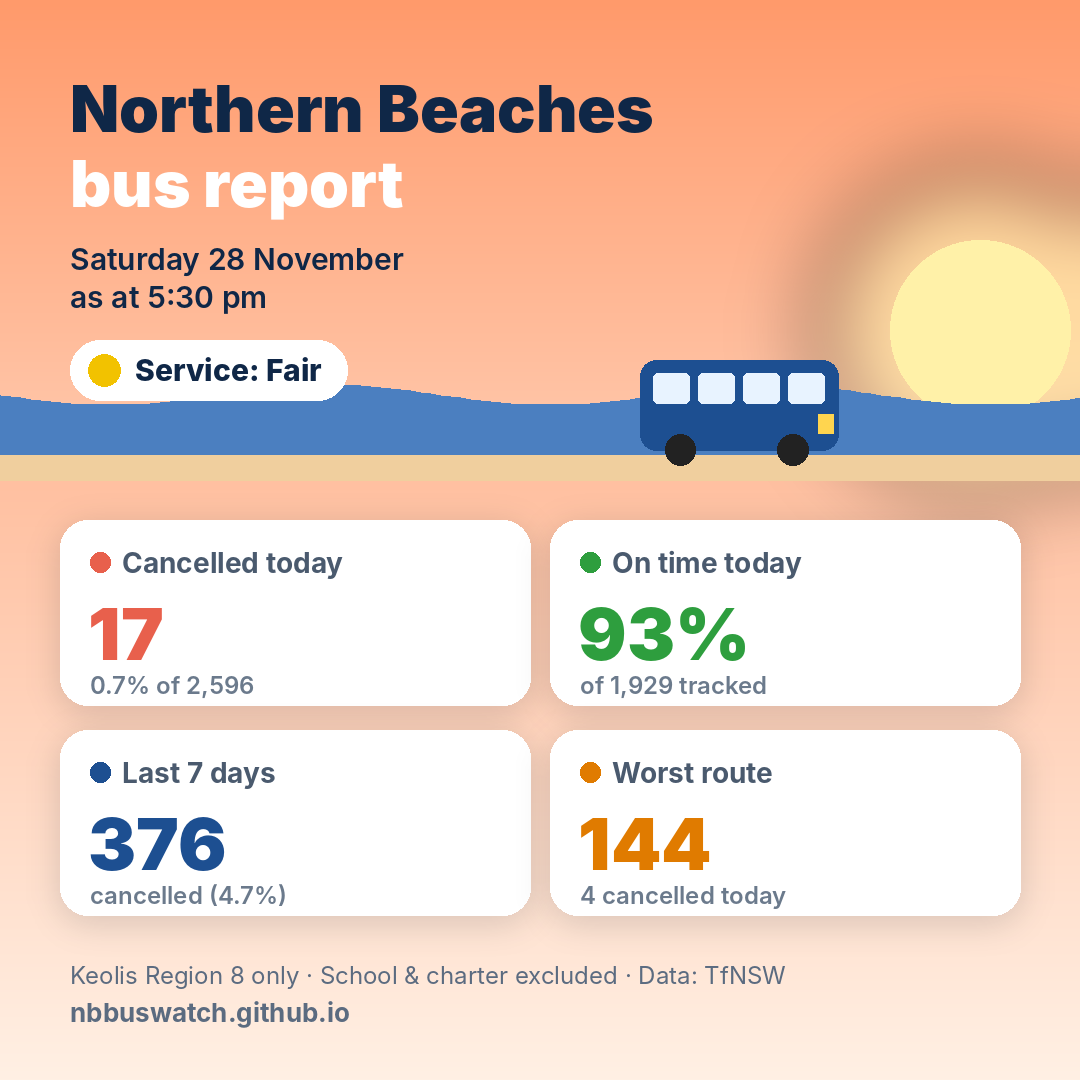 Northern Beaches
bus report
Saturday 28 November
as at 5:30 pm
Service: Fair
Cancelled today
17
0.7% of 2,596
On time today
93%
of 1,929 tracked
Last 7 days
376
cancelled (4.7%)
Worst route
144
4 cancelled today
Keolis Region 8 only · School & charter excluded · Data: TfNSW
nbbuswatch.github.io